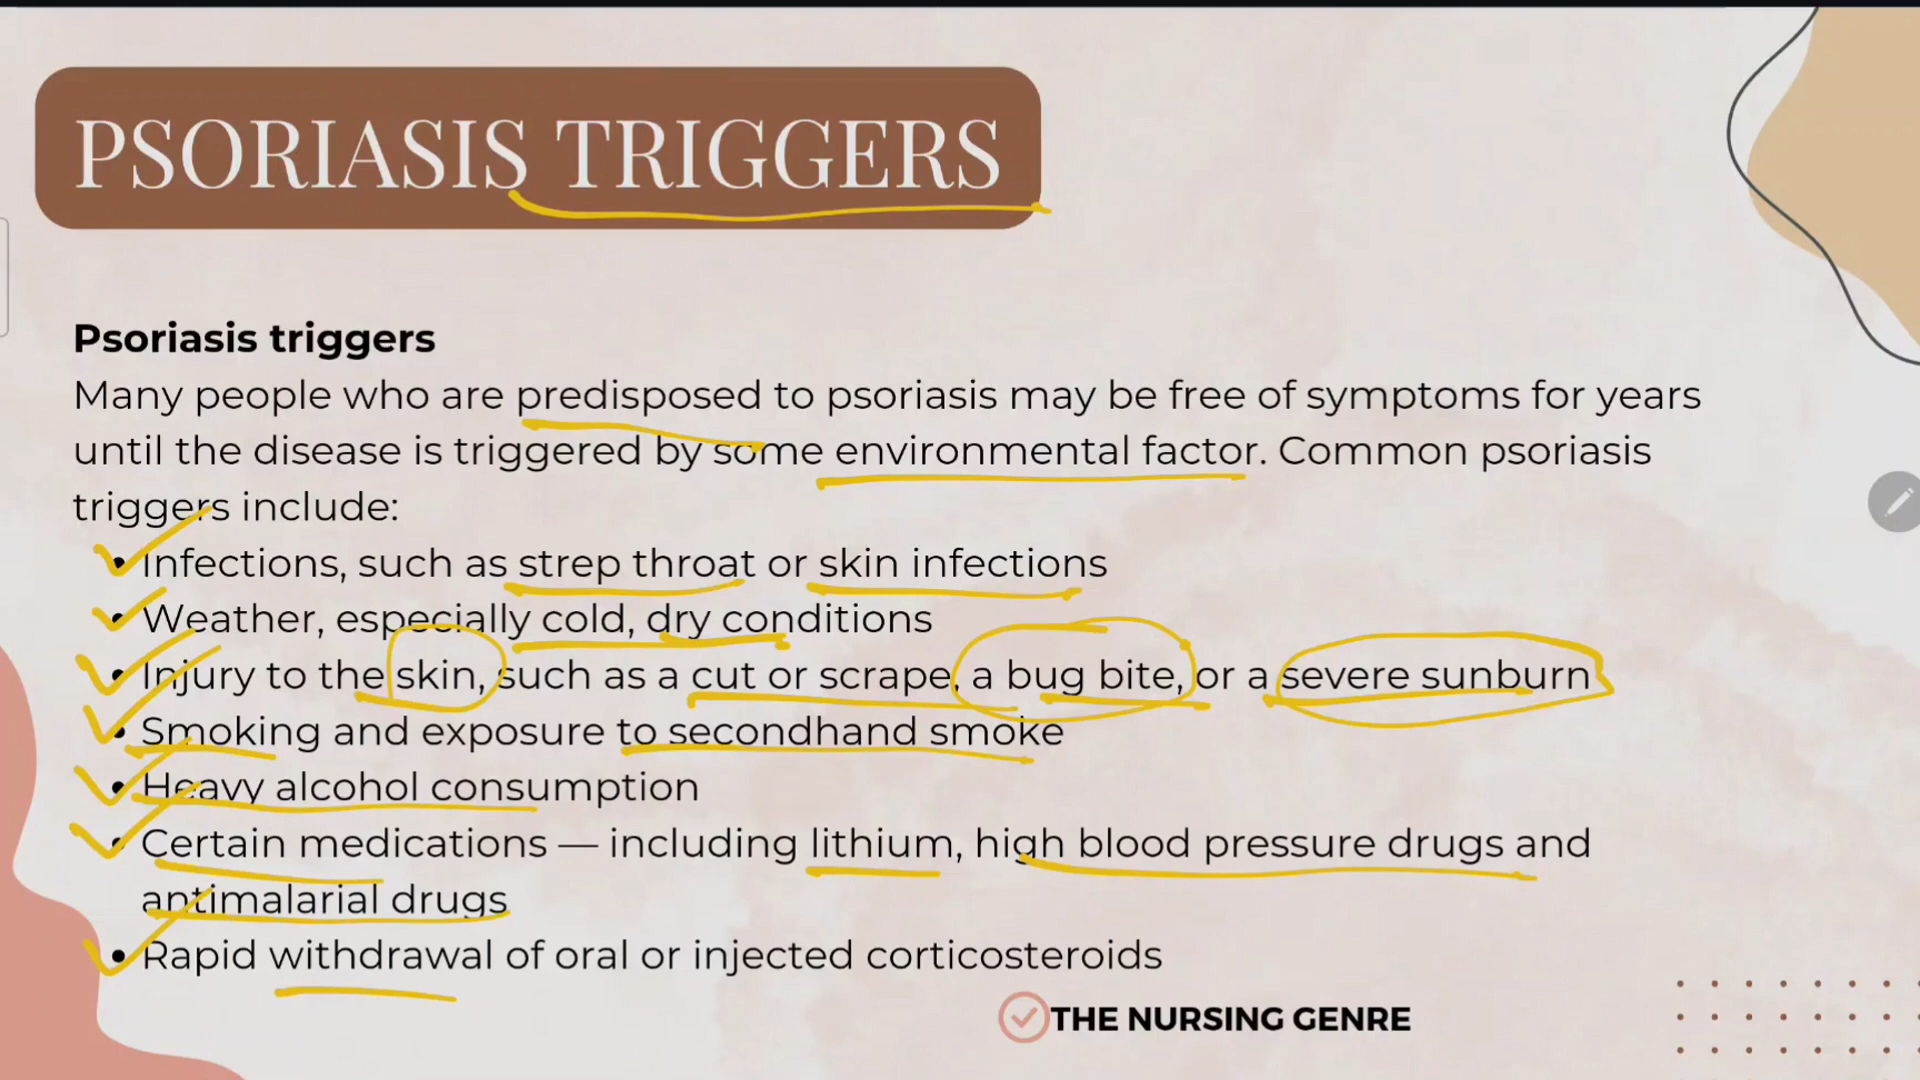 PSORIASIS TRIGGERS
Psoriasis triggers
Many people who are predisposed to psoriasis may be free of symptoms for years
until the disease is triggered by some environmental factor. Common psoriasis
triggers include:
• Infections, such as strep throat or skin infections
• Weather, especially cold, dry conditions
• Injury to the skin, such as a cut or scrape, a bug bite, or a severe sunburn
• Smoking and exposure to secondhand smoke
• Heavy alcohol consumption
• Certain medications — including lithium, high blood pressure drugs and
antimalarial drugs
• Rapid withdrawal of oral or injected corticosteroids
THE NURSING GENRE